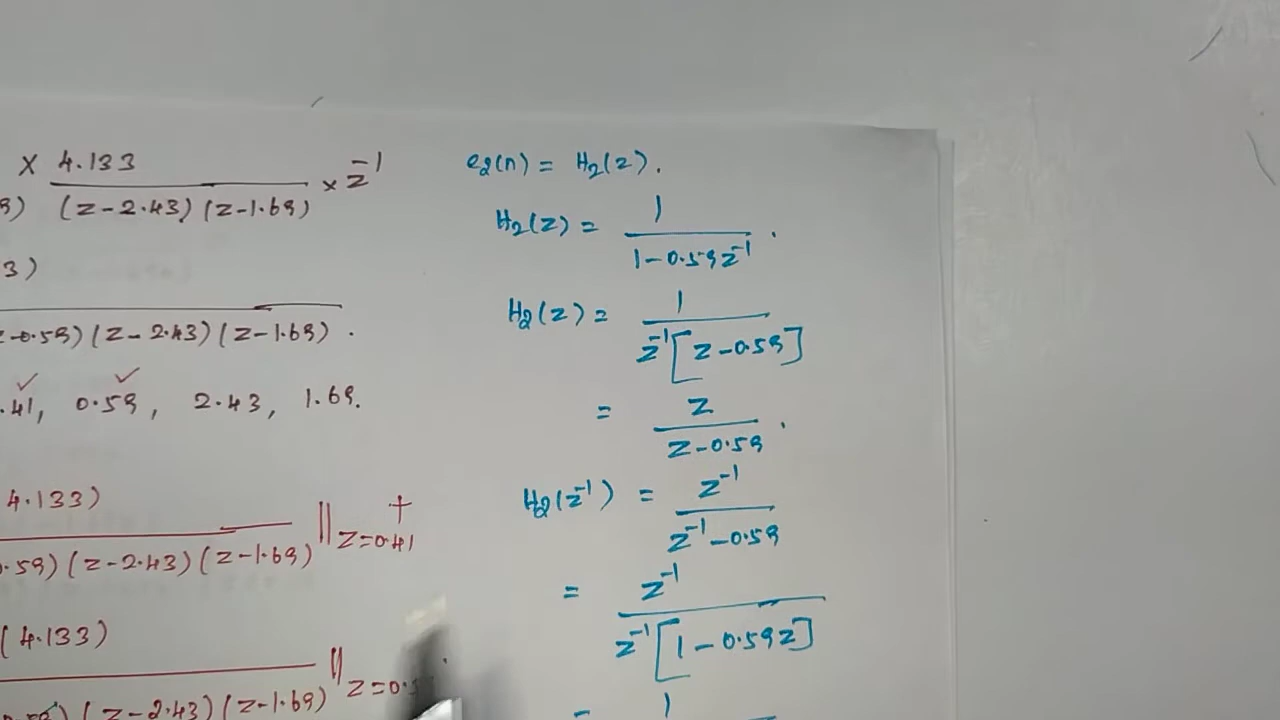 × 4.133 / (z-2.43)(z-1.69) × z⁻¹
9)
3)
-0.59)(z-2.43)(z-1.69).
.41, 0.59, 2.43, 1.69.
4.133)
.59)(z-2.43)(z-1.69) || z=0.41 +
(4.133)
)(z-2.43)(z-1.69) || z=0.
e₂(n) = H₂(z).
H₂(z) = 1 / 1-0.59z⁻¹ .
H₂(z) = 1 / z⁻¹[z-0.59]
= z / z-0.59 .
H₂(z⁻¹) = z⁻¹ / z⁻¹-0.59
= z⁻¹ / z⁻¹[1-0.59z]
= 1